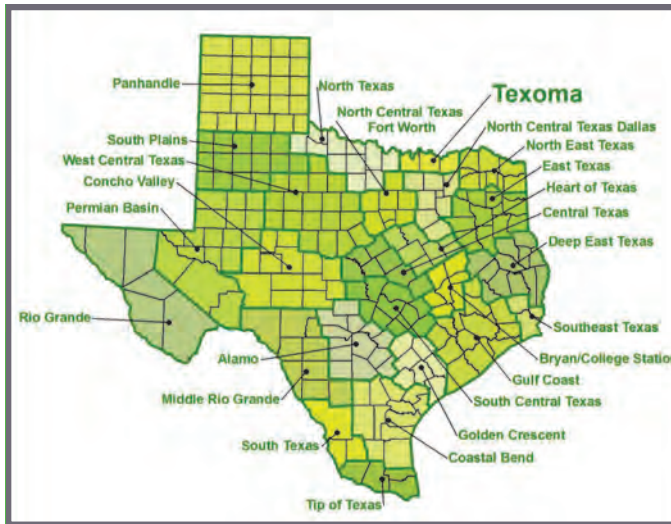 Panhandle
North Texas
Texoma
North Central Texas
Fort Worth
North Central Texas Dallas
South Plains
North East Texas
West Central Texas
East Texas
Concho Valley
Heart of Texas
Permian Basin
Central Texas
Deep East Texas
Rio Grande
Southeast Texas
Alamo
Bryan/College Statio
Gulf Coast
Middle Rio Grande
South Central Texas
Golden Crescent
South Texas
Coastal Bend
Tip of Texas